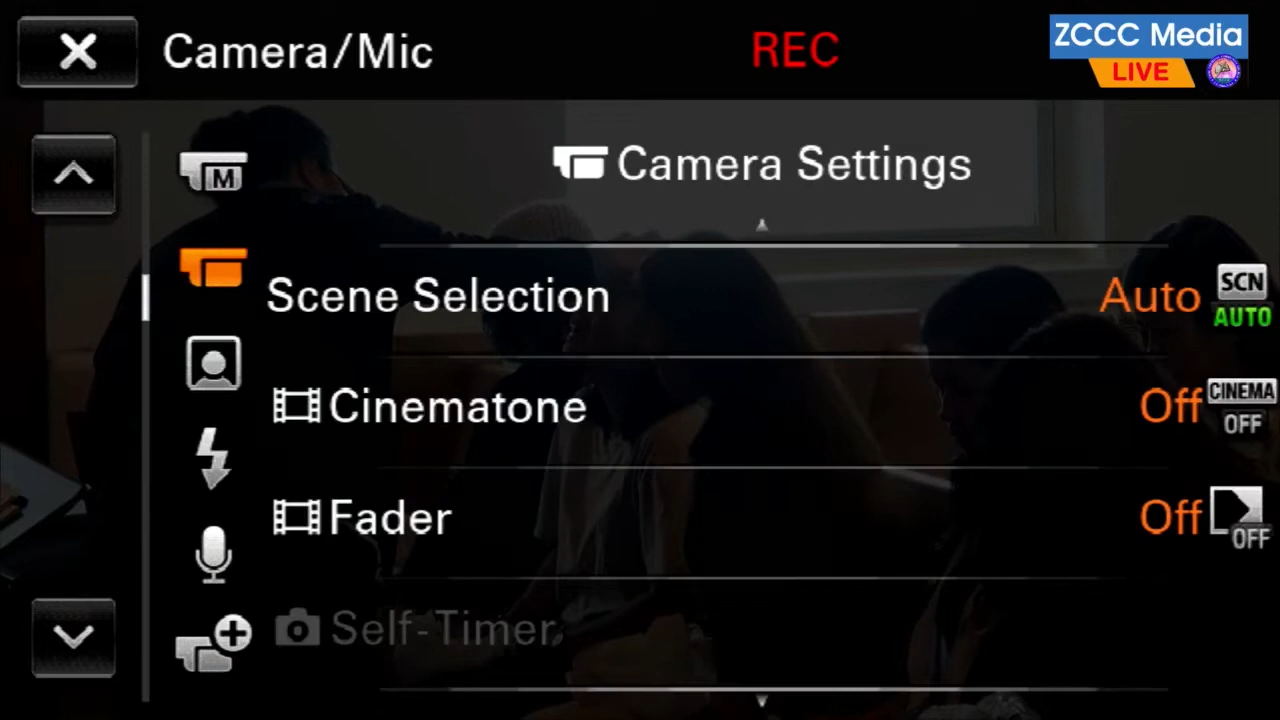 Camera/Mic
REC
ZCCC Media
LIVE
M
Camera Settings
Scene Selection
Auto
SCN
AUTO
Cinematone
Off
CINEMA
OFF
Fader
Off
OFF
Self-Timer